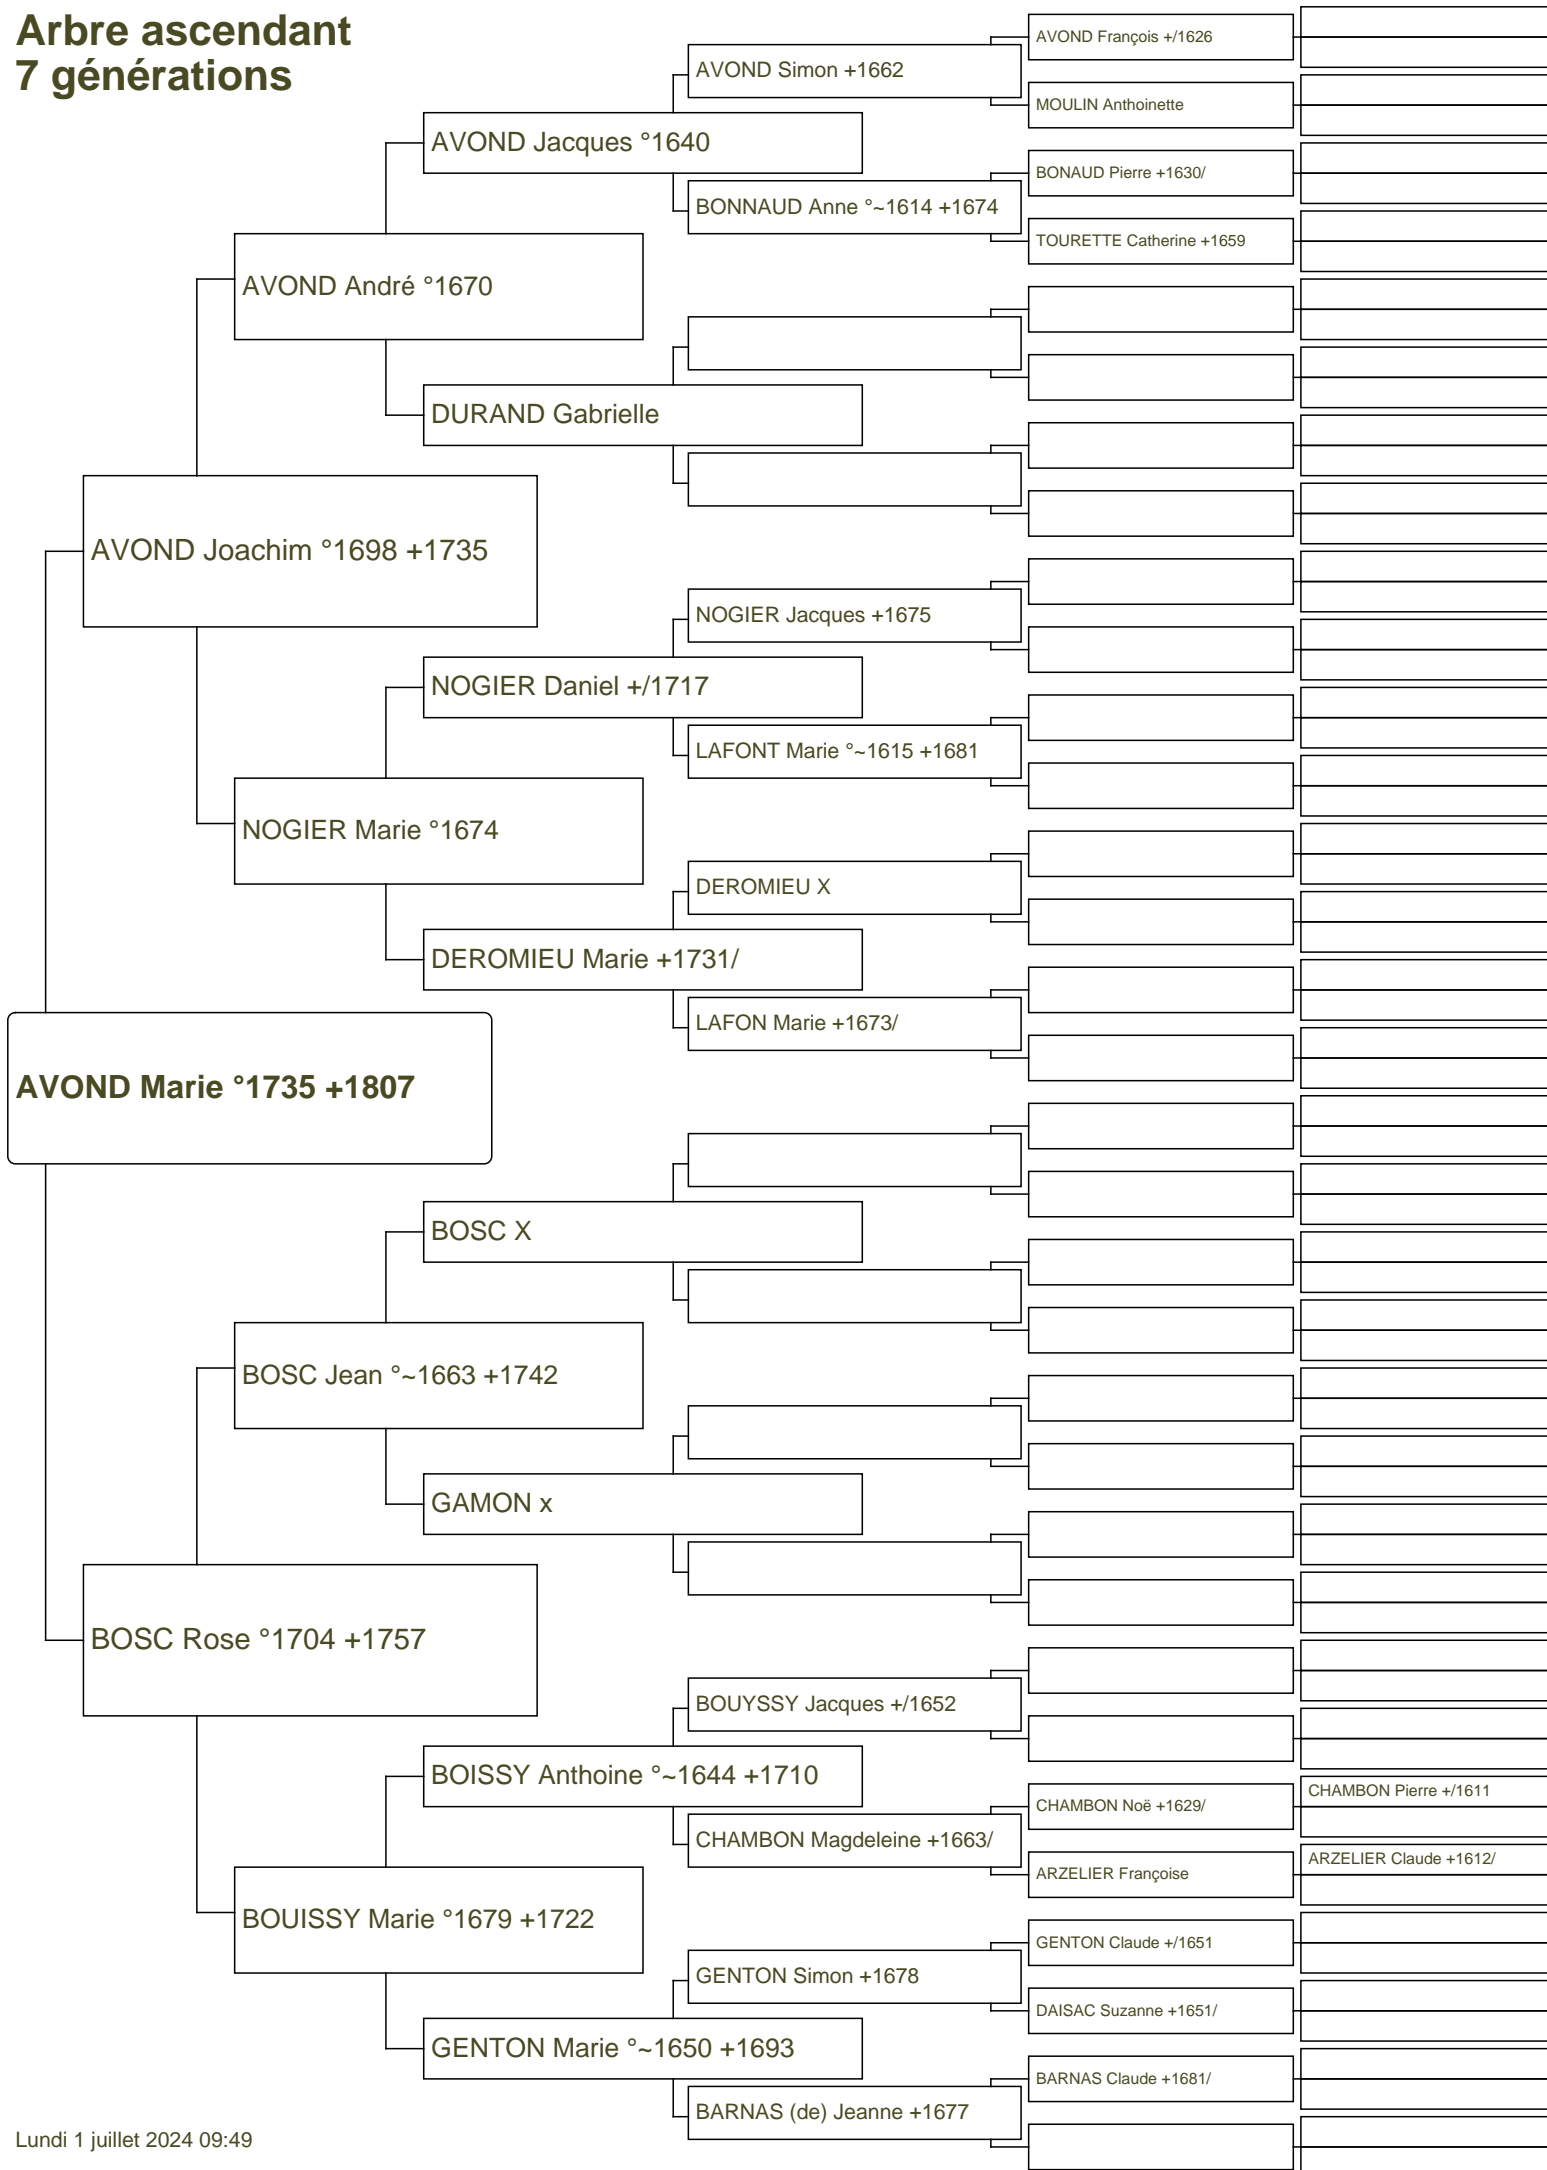 Arbre ascendant
7 générations
AVOND François +/1626
AVOND Simon +1662
MOULIN Anthoinette
AVOND Jacques °1640
BONAUD Pierre +1630/
BONNAUD Anne °~1614 +1674
TOURETTE Catherine +1659
AVOND André °1670
DURAND Gabrielle
AVOND Joachim °1698 +1735
NOGIER Jacques +1675
NOGIER Daniel +/1717
LAFONT Marie °~1615 +1681
NOGIER Marie °1674
DEROMIEU X
DEROMIEU Marie +1731/
LAFON Marie +1673/
AVOND Marie °1735 +1807
BOSC X
BOSC Jean °~1663 +1742
GAMON x
BOSC Rose °1704 +1757
BOUYSSY Jacques +/1652
BOISSY Anthoine °~1644 +1710
CHAMBON Pierre +/1611
CHAMBON Noë +1629/
CHAMBON Magdeleine +1663/
ARZELIER Claude +1612/
ARZELIER Françoise
BOUISSY Marie °1679 +1722
GENTON Claude +/1651
GENTON Simon +1678
DAISAC Suzanne +1651/
GENTON Marie °~1650 +1693
BARNAS Claude +1681/
BARNAS (de) Jeanne +1677
Lundi 1 juillet 2024 09:49